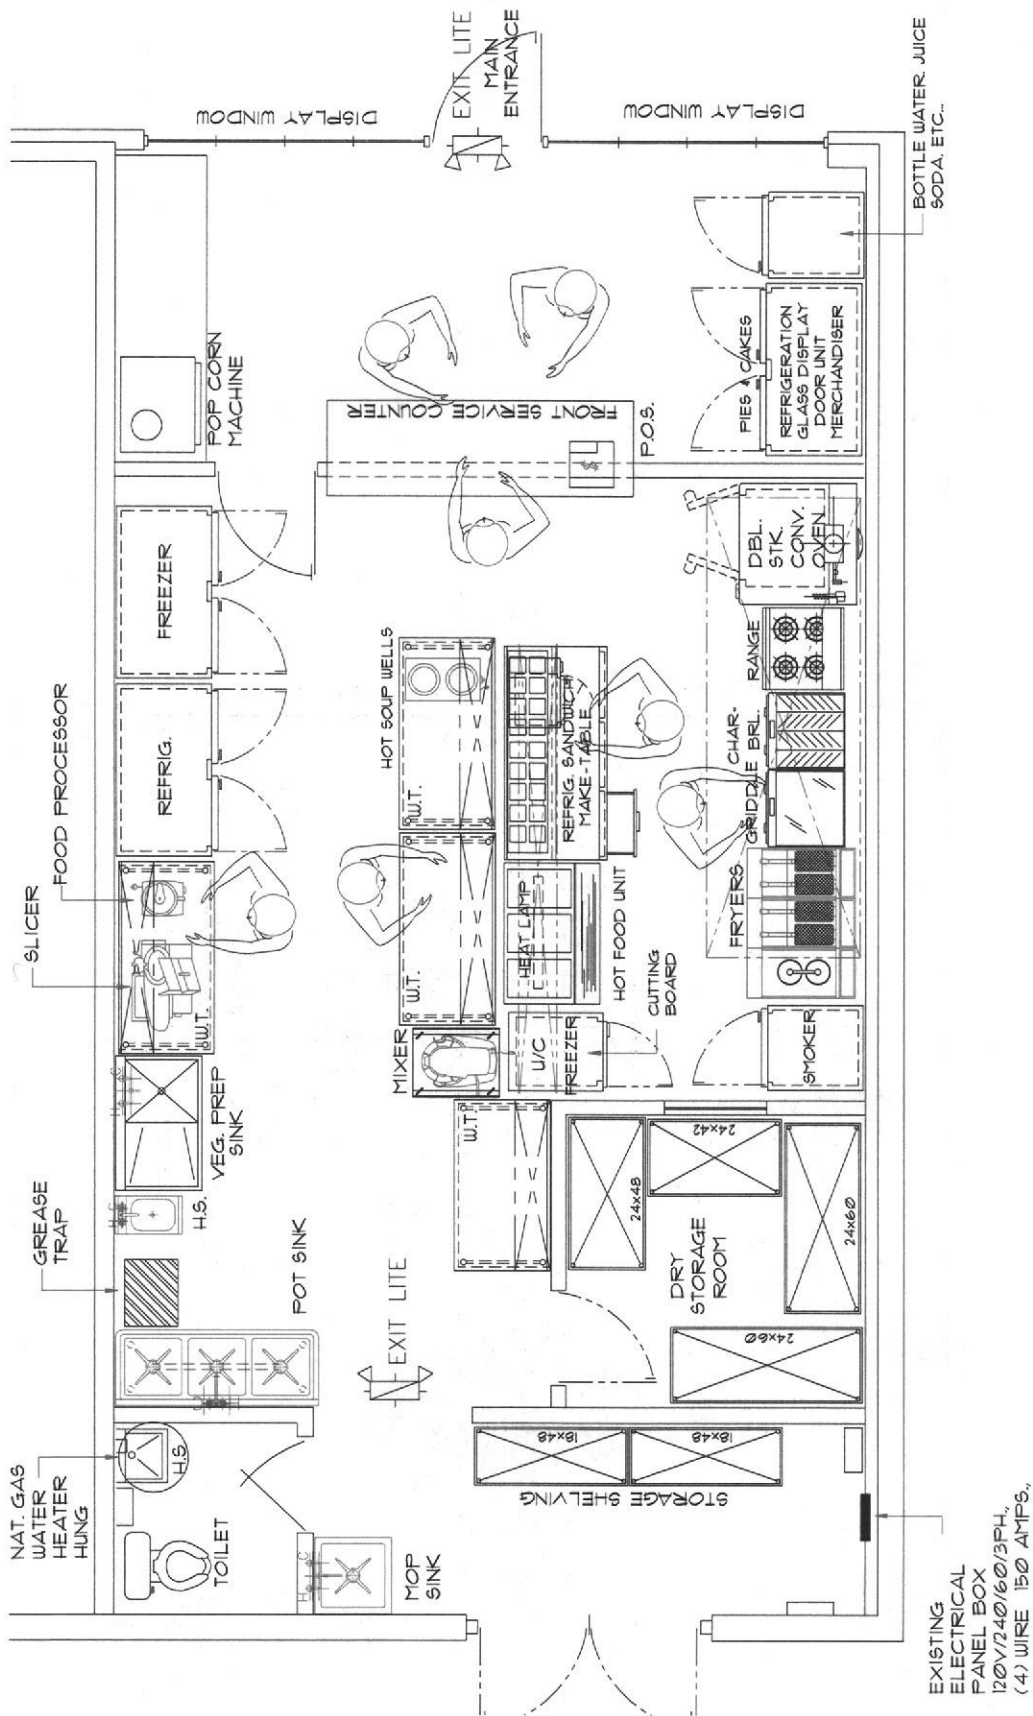 NAT. GAS
WATER
HEATER
HUNG
GREASE
TRAP
SLICER
FOOD PROCESSOR
H.S.
TOILET
MOP
SINK
POT SINK
EXIT LITE
H.S.
VEG. PREP
SINK
W.T.
REFRIG.
FREEZER
POP CORN
MACHINE
DISPLAY WINDOW
EXIT LITE
MAIN
ENTRANCE
DISPLAY WINDOW
STORAGE SHELVING
18x48
18x48
DRY
STORAGE
ROOM
24x48
24x42
24x60
24x60
W.T.
MIXER
W.T.
W.T.
HOT SOUP WELLS
U/C
FREEZER
CUTTING
BOARD
HEAT LAMP
HOT FOOD UNIT
REFRIG. SANDWICH
MAKE-TABLE
FRONT SERVICE COUNTER
$
P.O.S.
SMOKER
FRYERS
GRIDDLE
CHAR-
BRL.
RANGE
DBL.
STK.
CONV.
OVEN
PIES & CAKES
REFRIGERATION
GLASS DISPLAY
DOOR UNIT
MERCHANDISER
BOTTLE WATER JUICE
SODA. ETC..
EXISTING
ELECTRICAL
PANEL BOX
120V/240/60/3PH.,
(4) WIRE 150 AMPS.,
H C
H C
H C